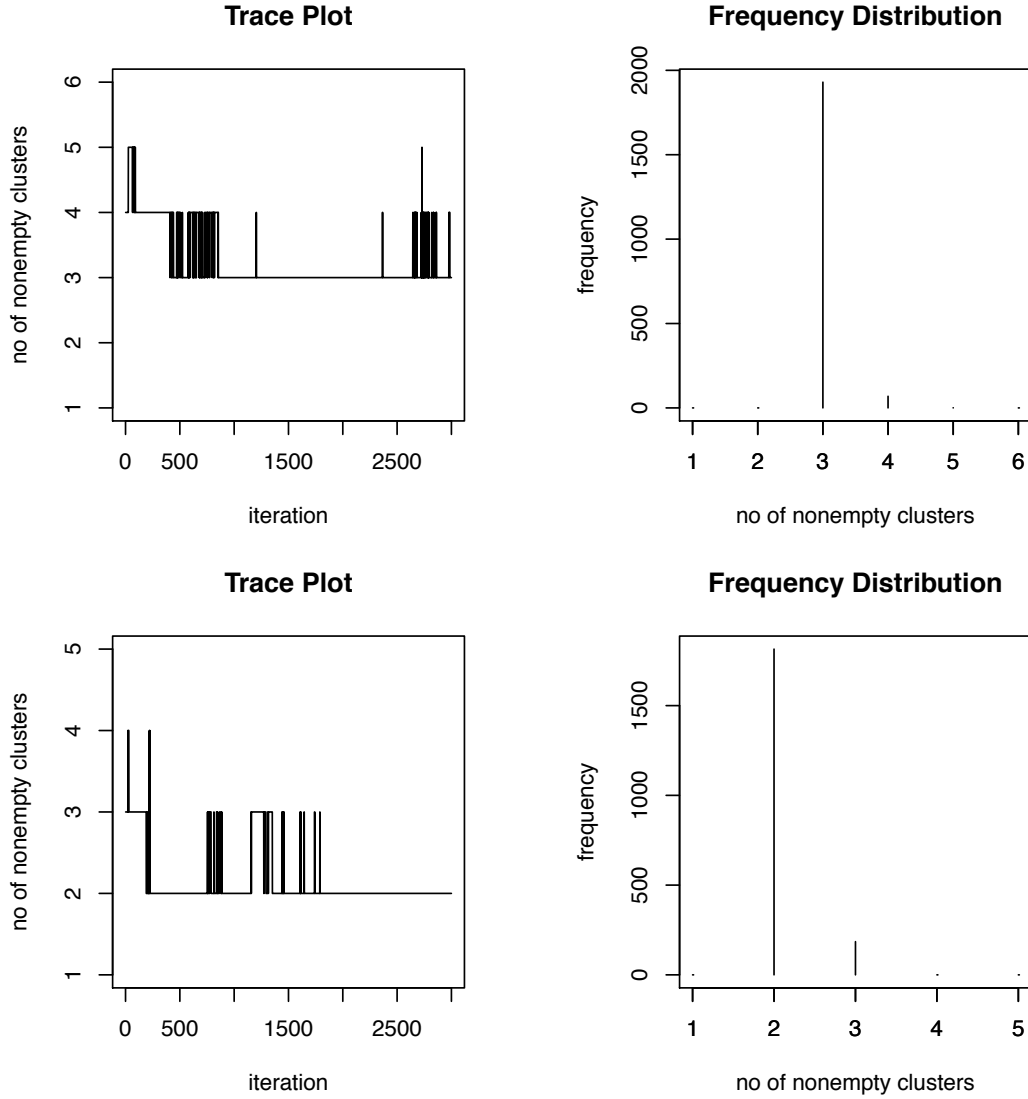 Trace Plot
Frequency Distribution
no of nonempty clusters
1 2 3 4 5 6
0 500 1500 2500
iteration
frequency
0 500 1000 1500 2000
1 2 3 4 5 6
no of nonempty clusters
Trace Plot
Frequency Distribution
no of nonempty clusters
1 2 3 4 5
0 500 1500 2500
iteration
frequency
0 500 1000 1500
1 2 3 4 5
no of nonempty clusters